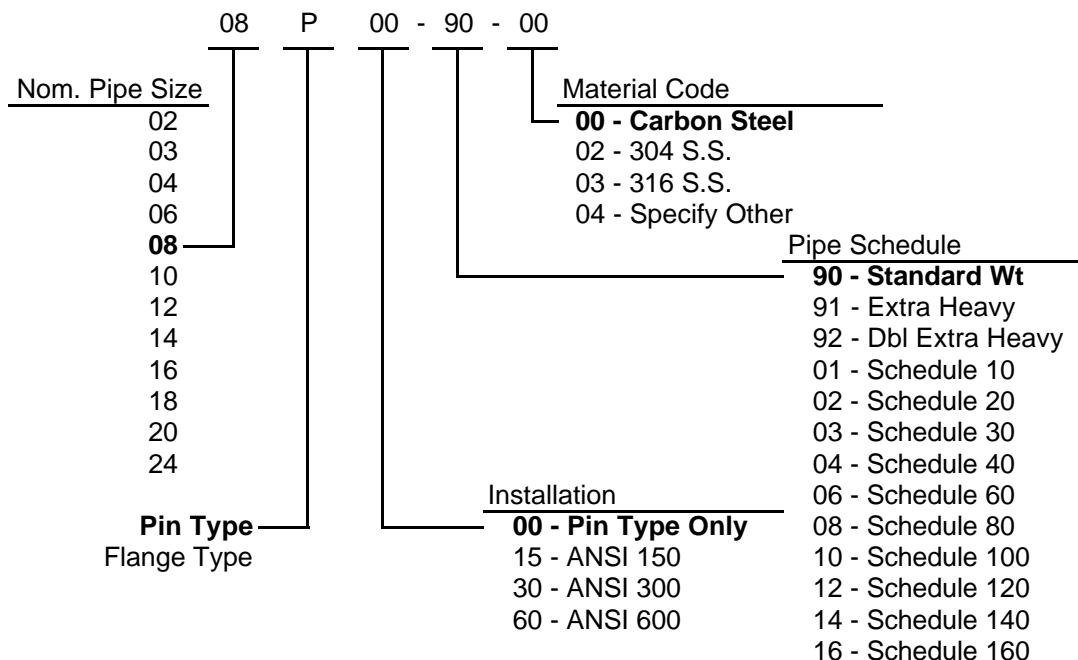 08 P 00 - 90 - 00
Nom. Pipe Size
02
03
04
06
08
10
12
14
16
18
20
24
Pin Type
Flange Type
Material Code
00 - Carbon Steel
02 - 304 S.S.
03 - 316 S.S.
04 - Specify Other
Pipe Schedule
90 - Standard Wt
91 - Extra Heavy
92 - Dbl Extra Heavy
01 - Schedule 10
02 - Schedule 20
03 - Schedule 30
04 - Schedule 40
06 - Schedule 60
08 - Schedule 80
10 - Schedule 100
12 - Schedule 120
14 - Schedule 140
16 - Schedule 160
Installation
00 - Pin Type Only
15 - ANSI 150
30 - ANSI 300
60 - ANSI 600